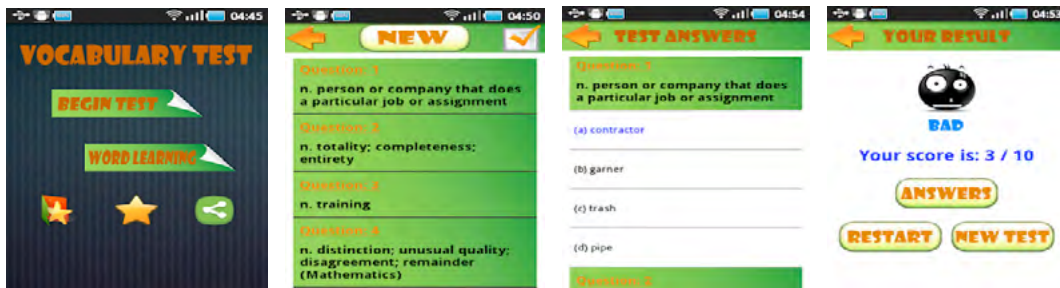 04:45
VOCABULARY TEST
BEGIN TEST
WORD LEARNING
04:50
NEW
Question: 1
n. person or company that does
a particular job or assignment
Question: 2
n. totality; completeness;
entirety
Question: 3
n. training
Question: 4
n. distinction; unusual quality;
disagreement; remainder
(Mathematics)
04:54
TEST ANSWERS
Question: 1
n. person or company that does
a particular job or assignment
(a) contractor
(b) garner
(c) trash
(d) pipe
Question: 2
YOUR RESULT
BAD
Your score is: 3 / 10
ANSWERS
RESTART
NEW TEST